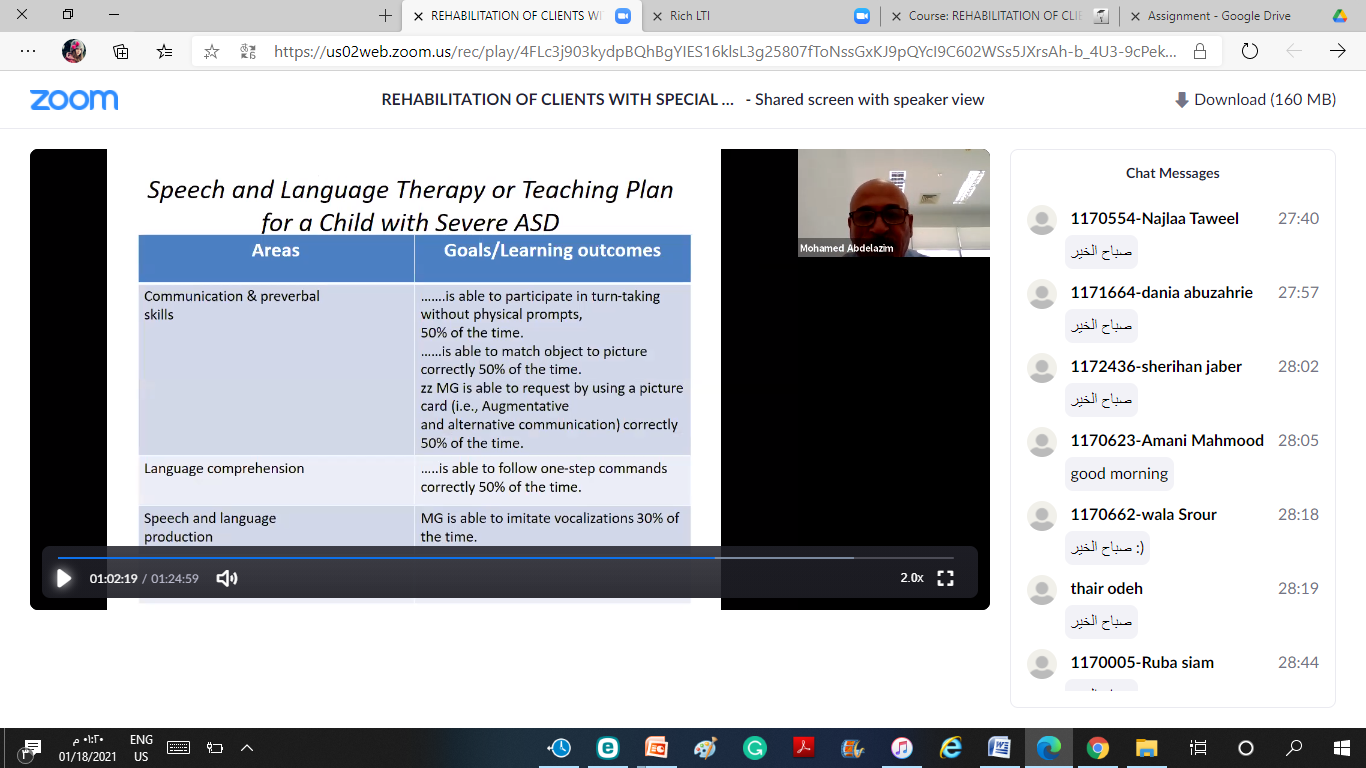 REHABILITATION OF CLIENTS WI
Rich LTI
Course: REHABILITATION OF CLIE
Assignment - Google Drive
https://us02web.zoom.us/rec/play/4FLc3j903kydpBQhBgYIES16klsL3g25807fToNssGxKJ9pQYcI9C602WSs5JXrsAh-b_4U3-9cPek...
zoom
REHABILITATION OF CLIENTS WITH SPECIAL ... - Shared screen with speaker view
Download (160 MB)
Speech and Language Therapy or Teaching Plan
for a Child with Severe ASD
Areas
Goals/Learning outcomes
Communication & preverbal
skills
.......is able to participate in turn-taking
without physical prompts,
50% of the time.
......is able to match object to picture
correctly 50% of the time.
zz MG is able to request by using a picture
card (i.e., Augmentative
and alternative communication) correctly
50% of the time.
Language comprehension
.....is able to follow one-step commands
correctly 50% of the time.
Speech and language
production
MG is able to imitate vocalizations 30% of
the time.
Mohamed Abdelazim
01:02:19 / 01:24:59
2.0x
Chat Messages
1170554-Najlaa Taweel 27:40
صباح الخير
1171664-dania abuzahrie 27:57
صباح الخير
1172436-sherihan jaber 28:02
صباح الخير
1170623-Amani Mahmood 28:05
good morning
1170662-wala Srour 28:18
صباح الخير :)
thair odeh 28:19
صباح الخير
1170005-Ruba siam 28:44
٣
٠١:٢٠ م
01/18/2021
ENG
US